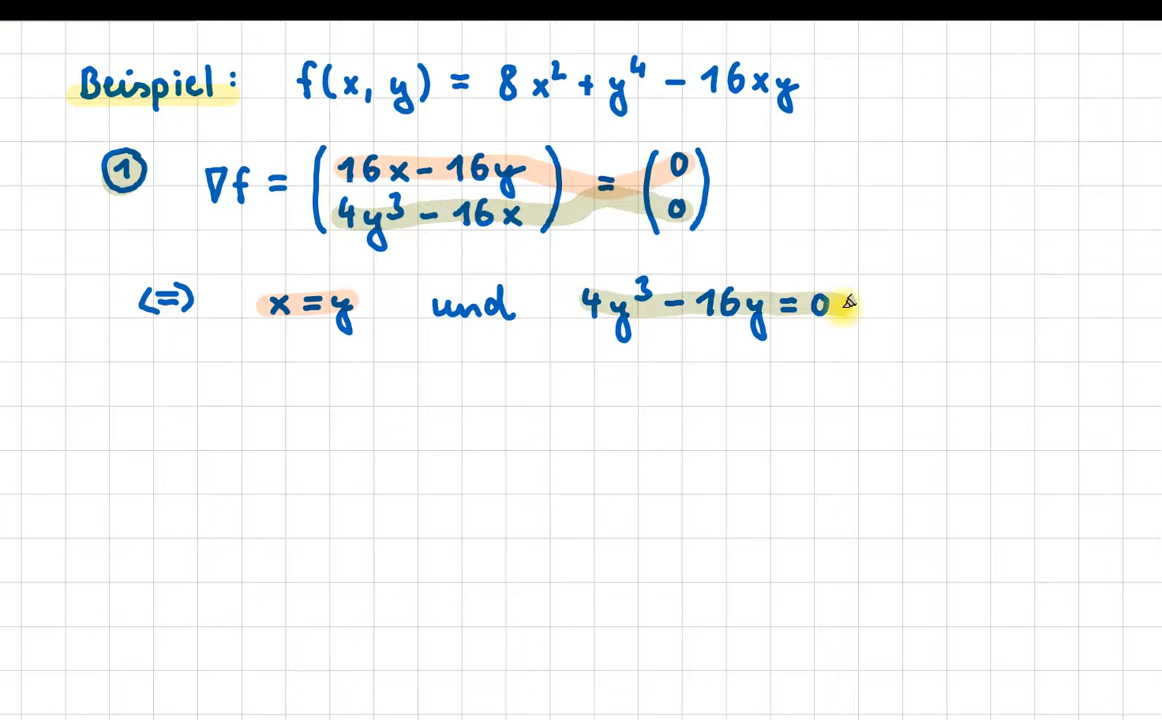 Beispiel: f(x, y) = 8x² + y⁴ - 16xy
① ∇f = (16x - 16y) = (0)
(4y³ - 16x) (0)
<=> x = y und 4y³ - 16y = 0